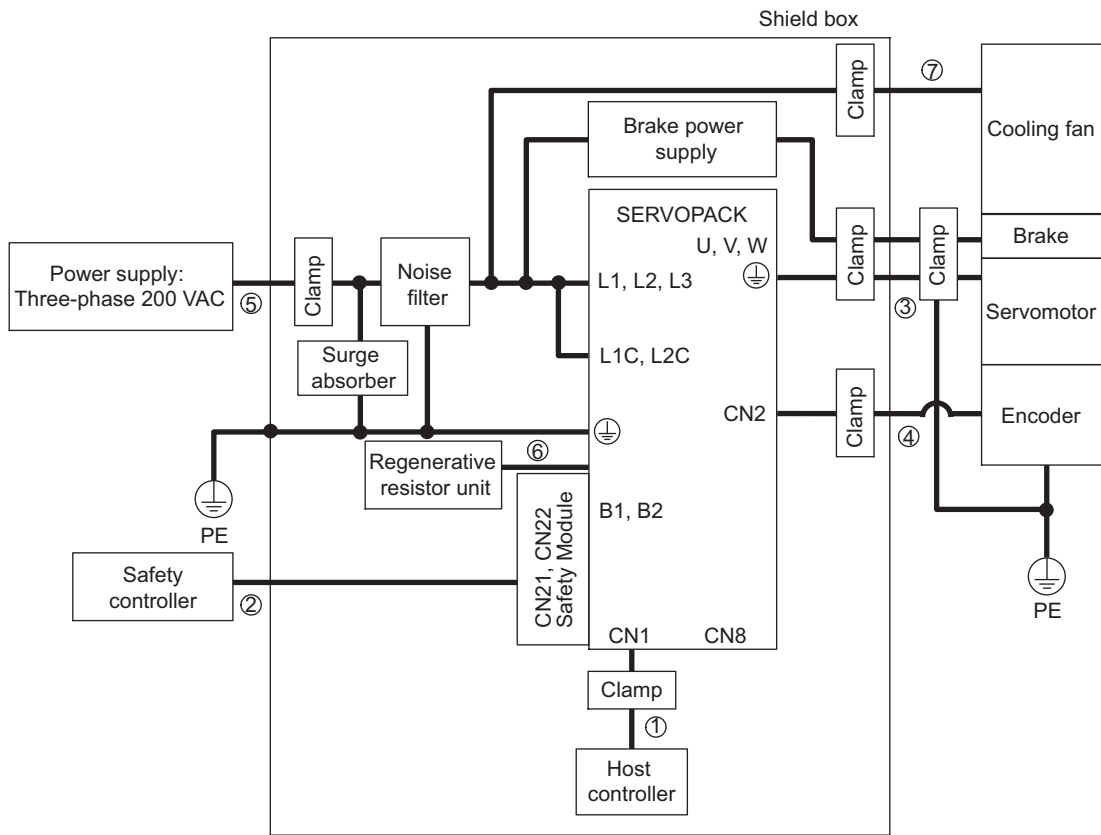 Shield box
Clamp
⑦
Cooling fan
Brake power
supply
SERVOPACK
U, V, W
Clamp
Clamp
Brake
Power supply:
Three-phase 200 VAC
⑤
Clamp
Noise
filter
L1, L2, L3
③
Servomotor
Surge
absorber
L1C, L2C
CN2
Clamp
④
Encoder
⑥
Regenerative
resistor unit
PE
B1, B2
CN21, CN22
Safety Module
Safety
controller
②
PE
CN1
CN8
Clamp
①
Host
controller